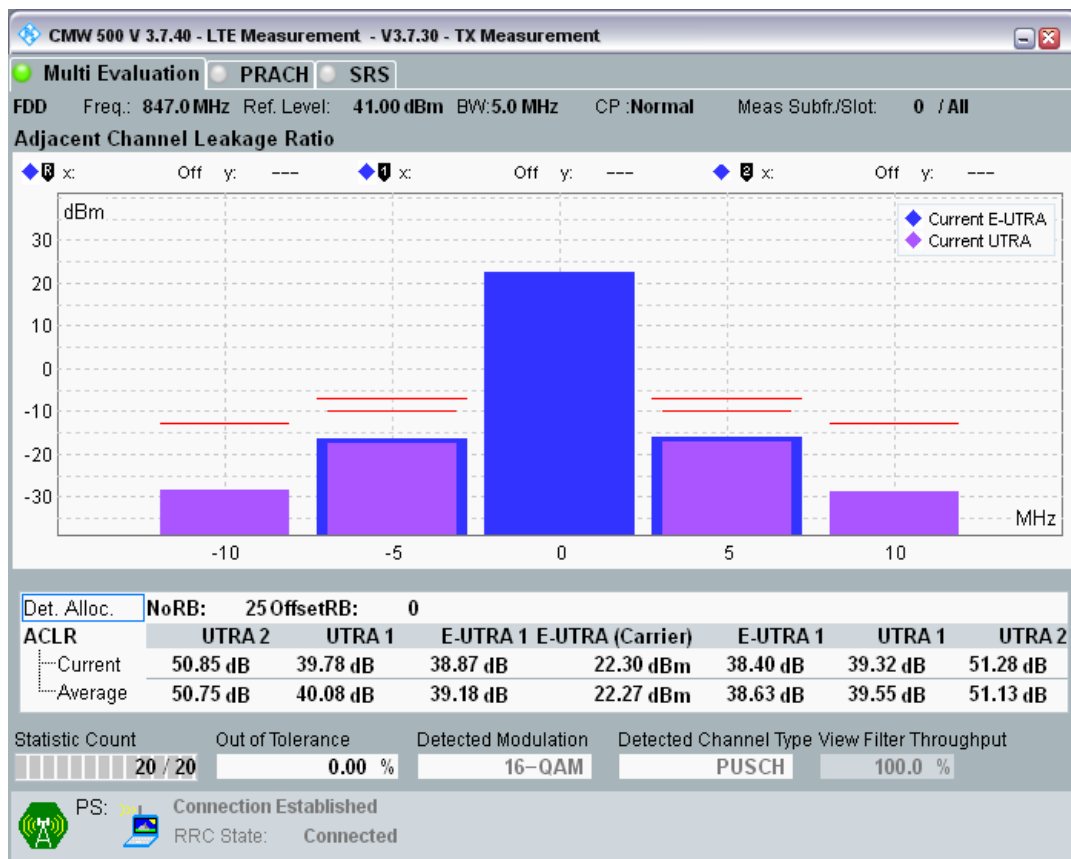 CMW 500 V 3.7.40 - LTE Measurement - V3.7.30 - TX Measurement
Multi Evaluation PRACH SRS
FDD Freq.: 847.0 MHz Ref. Level: 41.00 dBm BW:5.0 MHz CP :Normal Meas Subfr./Slot: 0 / All
Adjacent Channel Leakage Ratio
R x: Off y: --- 1 x: Off y: --- 2 x: Off y: ---
dBm
Current E-UTRA
Current UTRA
30
20
10
0
-10
-20
-30
MHz
-10 -5 0 5 10
Det. Alloc. NoRB: 25 OffsetRB: 0
ACLR UTRA 2 UTRA 1 E-UTRA 1 E-UTRA (Carrier) E-UTRA 1 UTRA 1 UTRA 2
Current 50.85 dB 39.78 dB 38.87 dB 22.30 dBm 38.40 dB 39.32 dB 51.28 dB
Average 50.75 dB 40.08 dB 39.18 dB 22.27 dBm 38.63 dB 39.55 dB 51.13 dB
Statistic Count Out of Tolerance Detected Modulation Detected Channel Type View Filter Throughput
20 / 20 0.00 % 16-QAM PUSCH 100.0 %
PS: Connection Established
RRC State: Connected